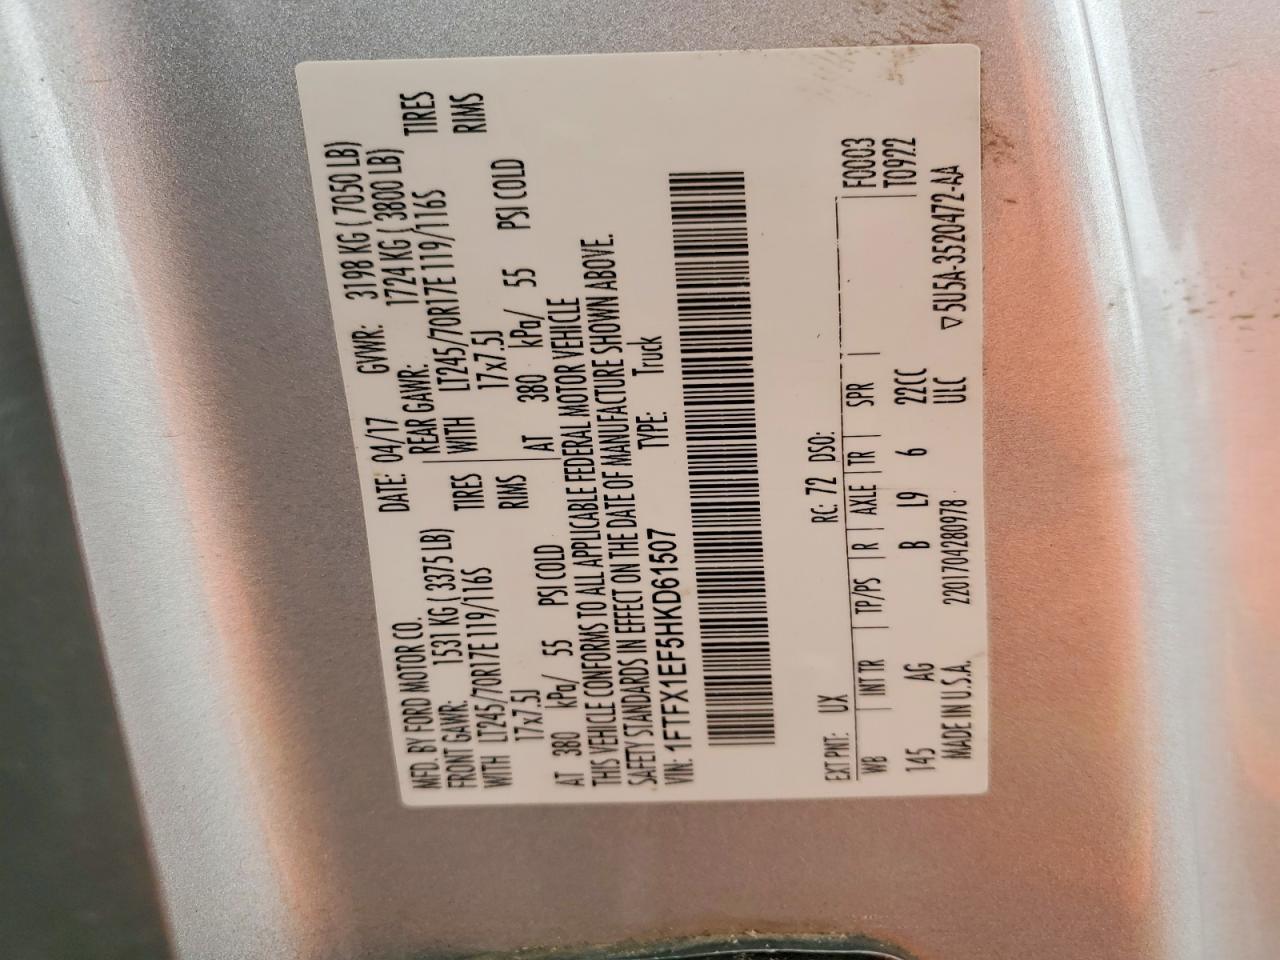 MFD. BY FORD MOTOR CO. DATE: 04/17 GVWR: 3198 KG ( 7050 LB)
FRONT GAWR: 1531 KG ( 3375 LB) REAR GAWR: 1724 KG ( 3800 LB)
WITH LT245/70R17E 119/116S TIRES WITH LT245/70R17E 119/116S TIRES
17x7.5J RIMS 17x7.5J RIMS
AT 380 kPa/ 55 PSI COLD AT 380 kPa/ 55 PSI COLD
THIS VEHICLE CONFORMS TO ALL APPLICABLE FEDERAL MOTOR VEHICLE
SAFETY STANDARDS IN EFFECT ON THE DATE OF MANUFACTURE SHOWN ABOVE.
VIN: 1FTFX1EF5HKD61507 TYPE: Truck
EXT PNT: UX RC: 72 DSO: F0003
WB INT TR TP/PS R AXLE TR SPR T0922
145 AG B L9 6 22CC
MADE IN U.S.A. 2201704280978 ULC ▽5U5A-3520472-AA